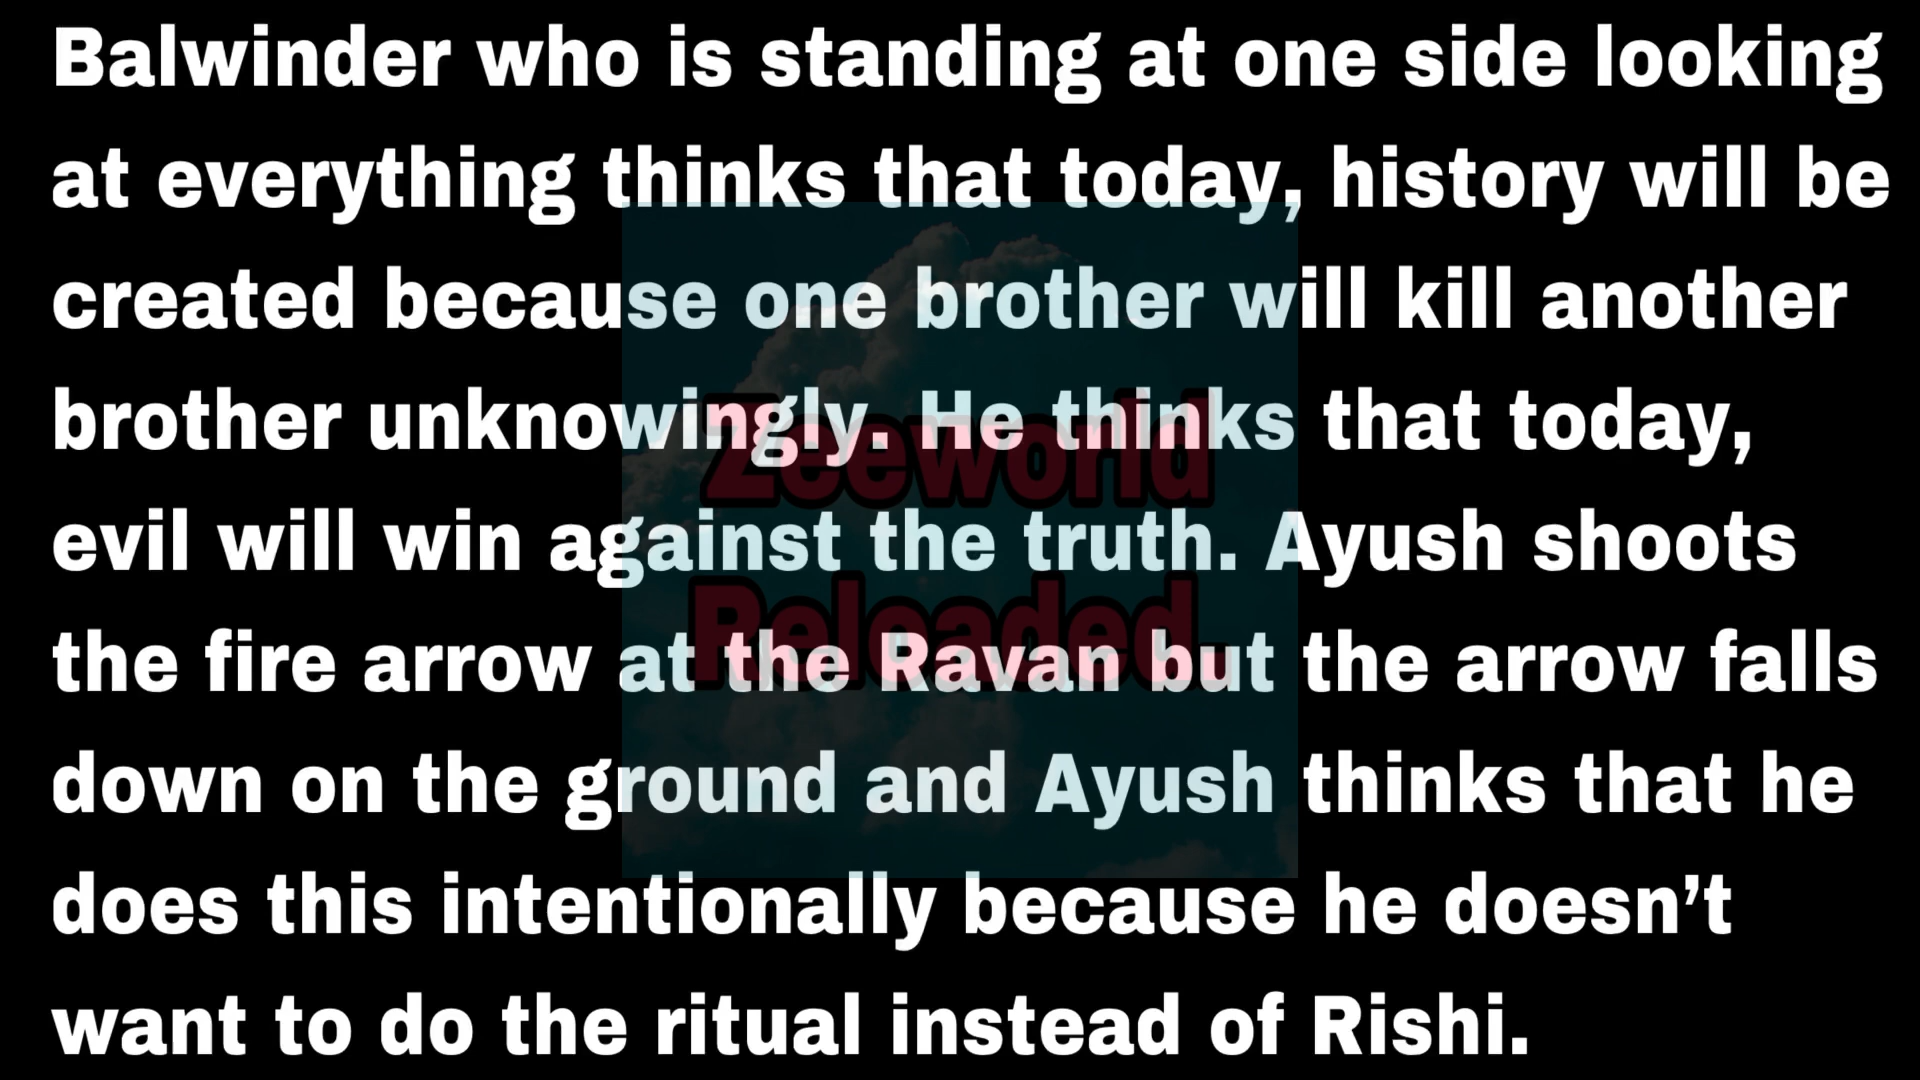 Balwinder who is standing at one side looking
at everything thinks that today, history will be
created because one brother will kill another
brother unknowingly. He thinks that today,
Zeeworld
evil will win against the truth. Ayush shoots
Reloaded.
the fire arrow at the Ravan but the arrow falls
down on the ground and Ayush thinks that he
does this intentionally because he doesn’t
want to do the ritual instead of Rishi.